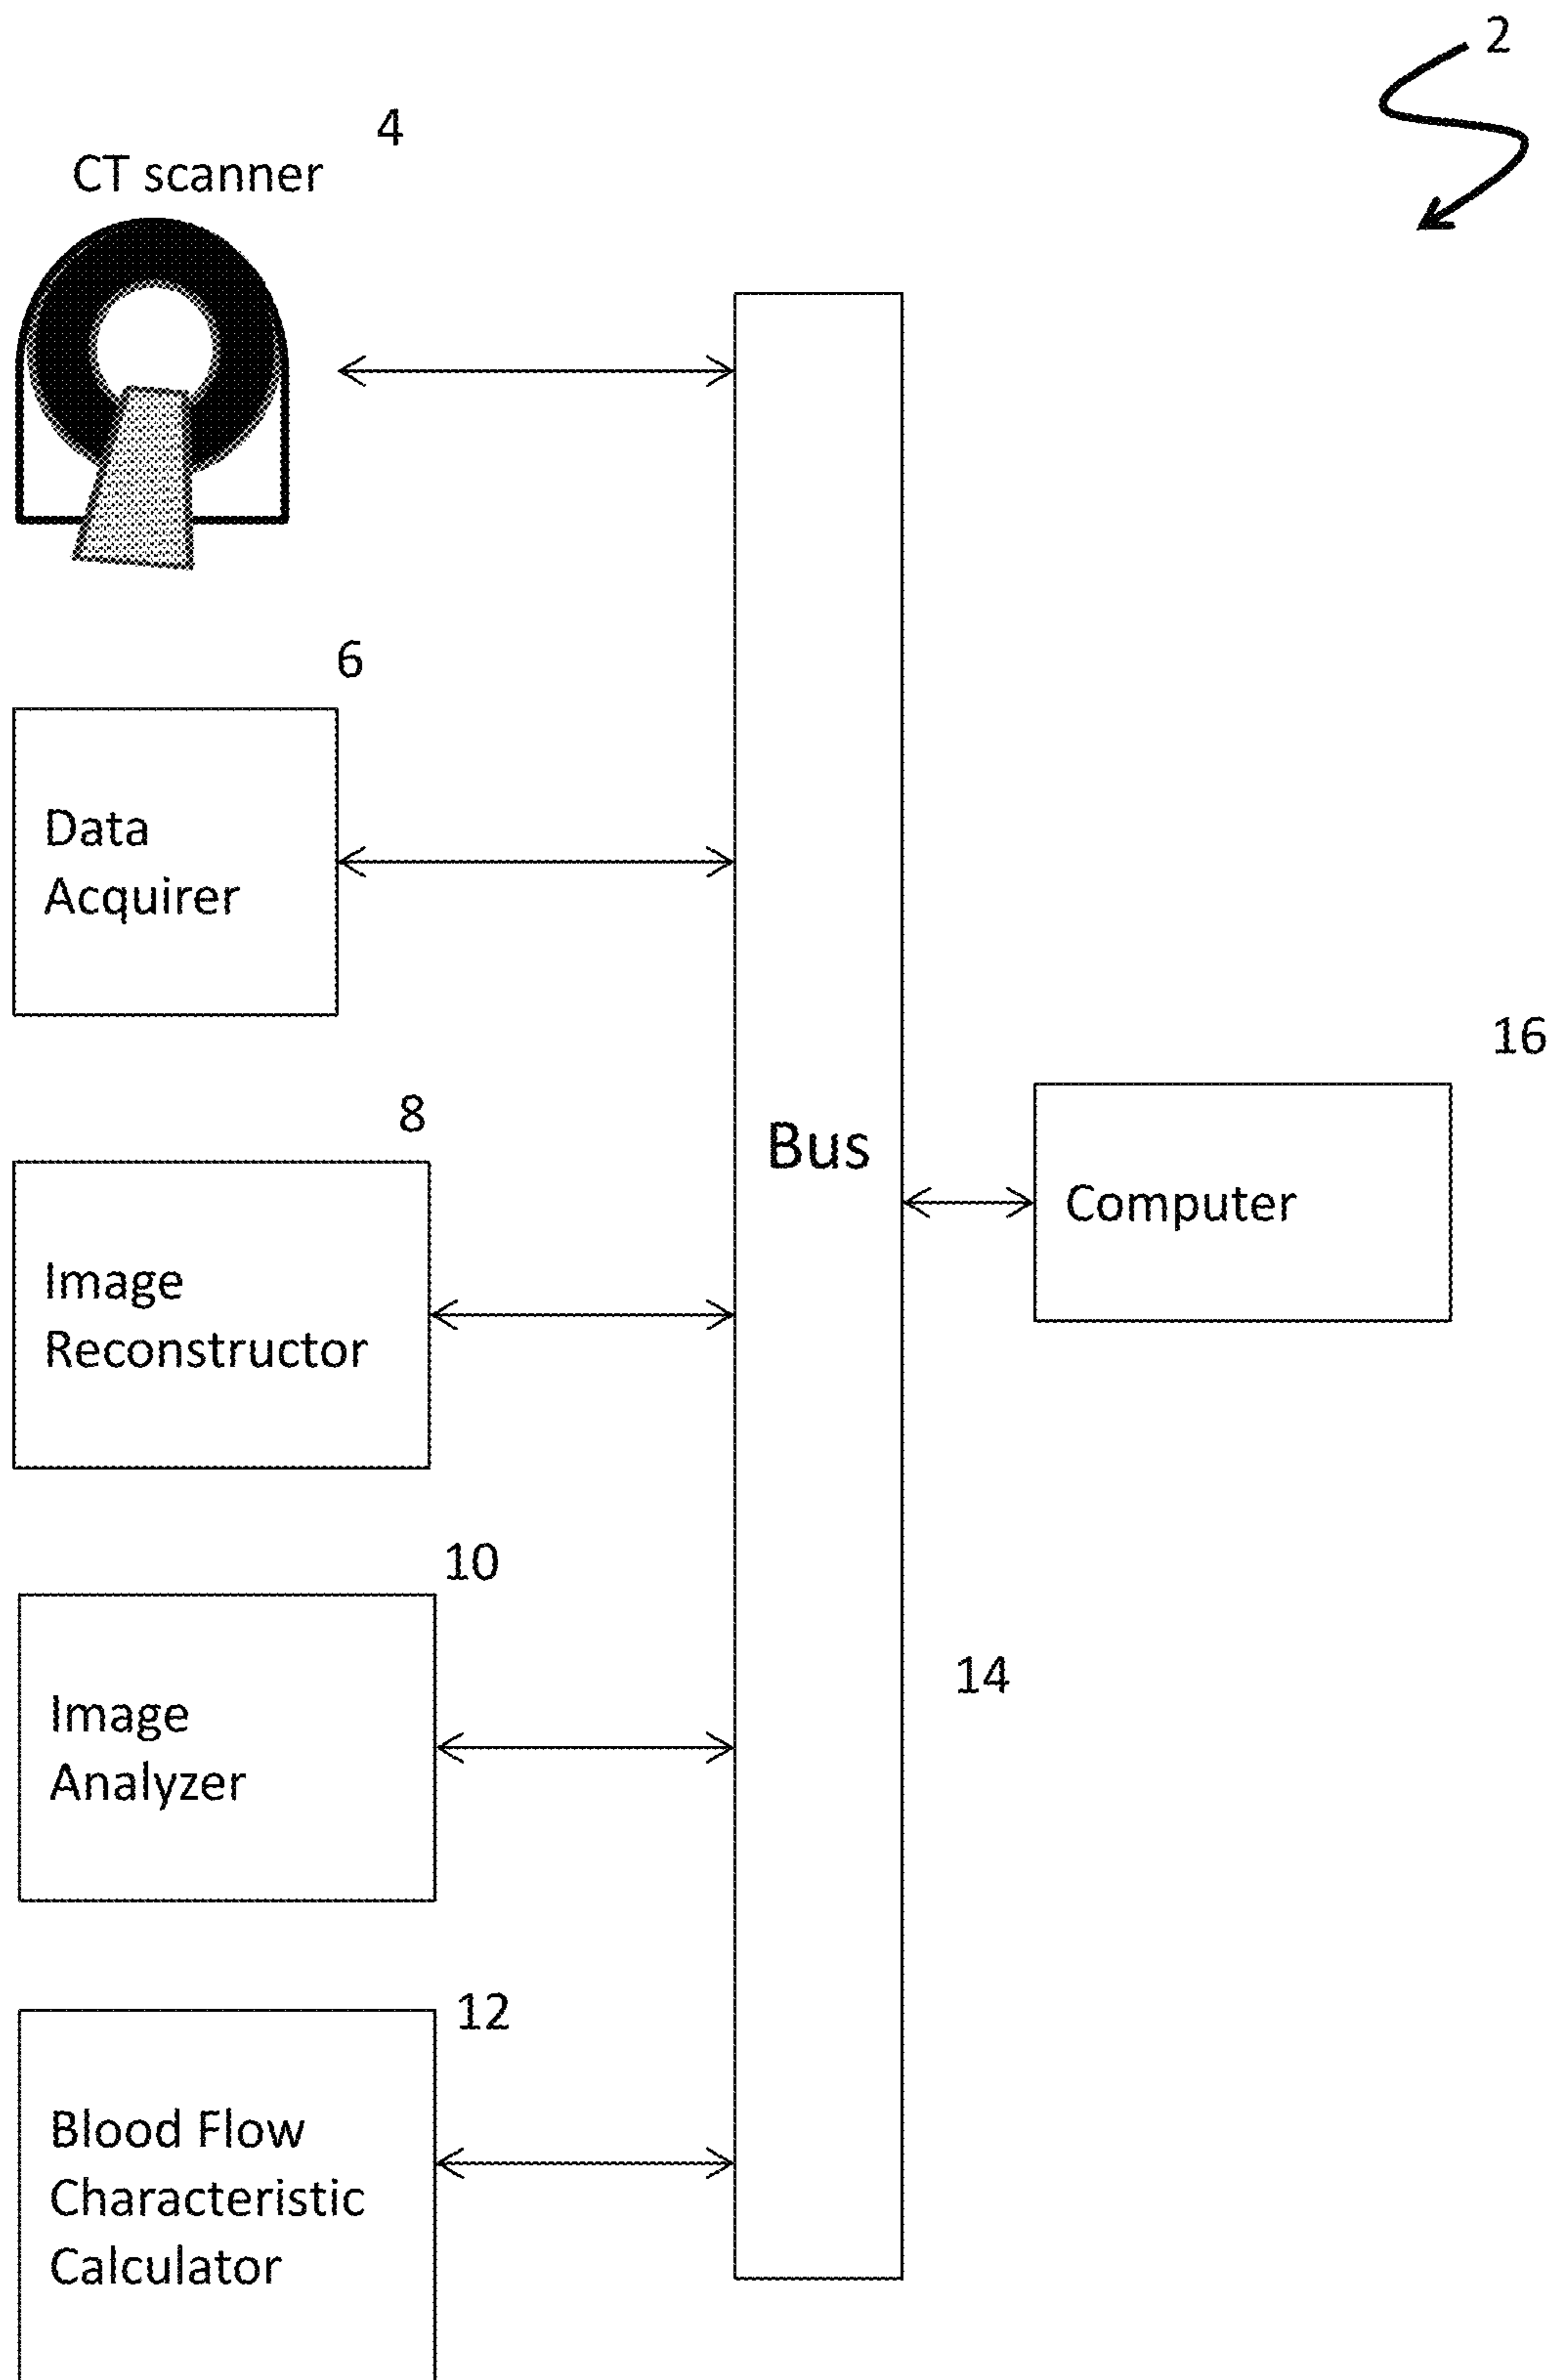 2
4
CT scanner
6
Data
Acquirer
16
8
Bus
Computer
Image
Reconstructor
10
14
Image
Analyzer
12
Blood Flow
Characteristic
Calculator